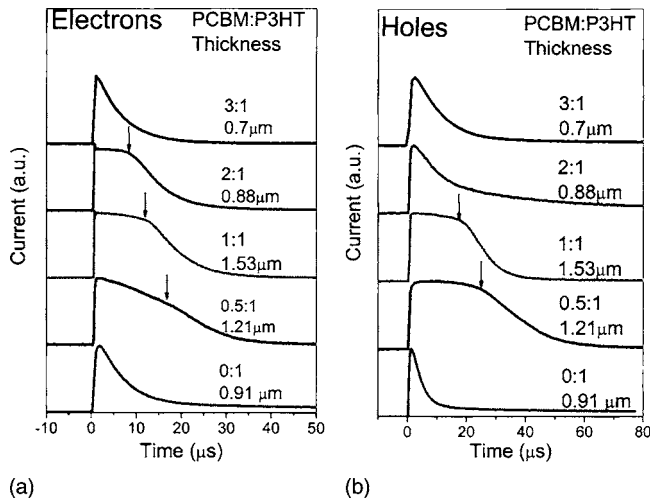 Electrons
PCBM:P3HT
Thickness
3:1
0.7μm
2:1
0.88μm
1:1
1.53μm
0.5:1
1.21μm
0:1
0.91 μm
Current (a.u.)
-10 0 10 20 30 40 50
Time (μs)
(a)
Holes
PCBM:P3HT
Thickness
3:1
0.7μm
2:1
0.88μm
1:1
1.53μm
0.5:1
1.21μm
0:1
0.91 μm
Current (a.u.)
0 20 40 60 80
Time (μs)
(b)